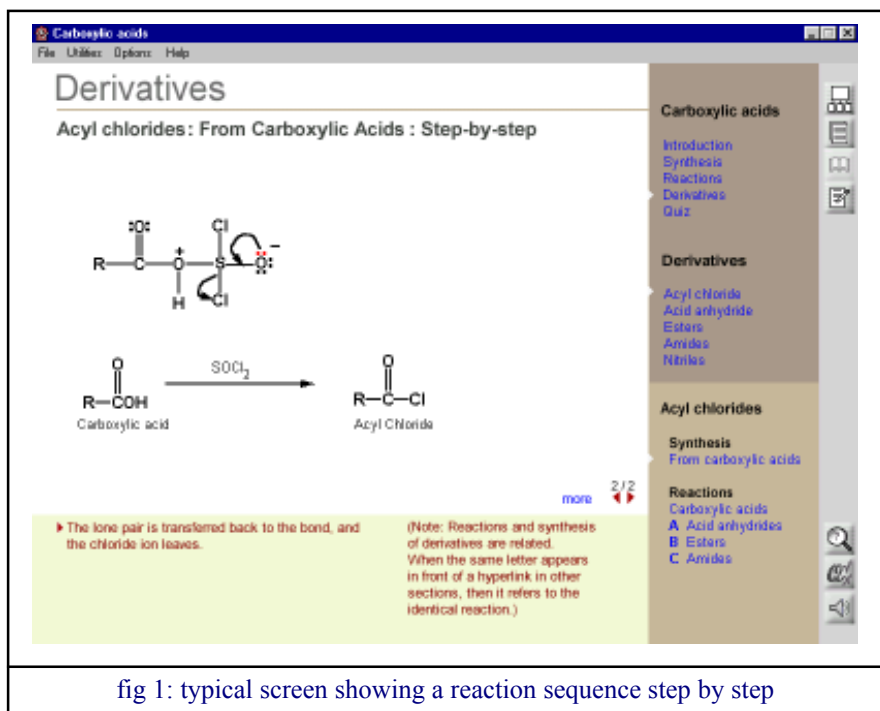 Carboxylic acids
File Utilities Options Help
Derivatives
Acyl chlorides: From Carboxylic Acids : Step-by-step
:O:
Cl
+
−
R—C—O—S—O:
H
Cl
O
SOCl2
O
R—COH
R—C—Cl
Carboxylic acid
Acyl Chloride
more
2/2
The lone pair is transferred back to the bond, and
the chloride ion leaves.
(Note: Reactions and synthesis
of derivatives are related.
When the same letter appears
in front of a hyperlink in other
sections, then it refers to the
identical reaction.)
Carboxylic acids
Introduction
Synthesis
Reactions
Derivatives
Quiz
Derivatives
Acyl chloride
Acid anhydride
Esters
Amides
Nitriles
Acyl chlorides
Synthesis
From carboxylic acids
Reactions
Carboxylic acids
A Acid anhydrides
B Esters
C Amides
fig 1: typical screen showing a reaction sequence step by step